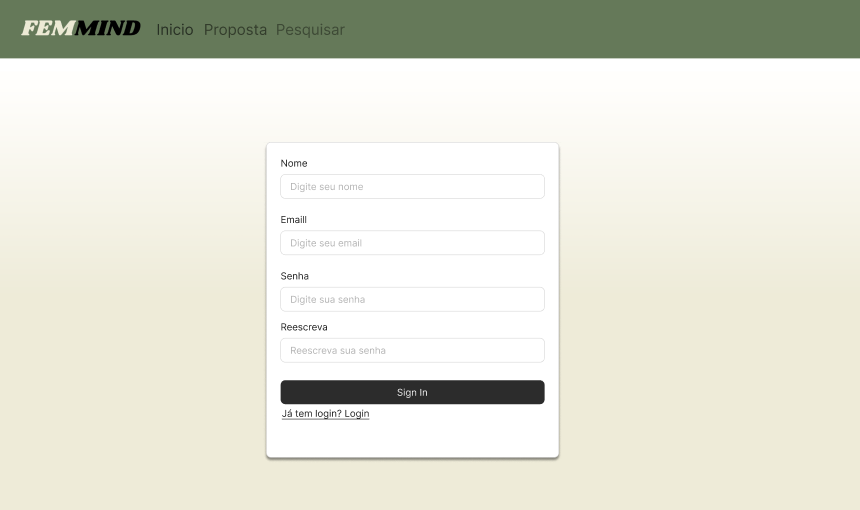 FEMMIND Inicio Proposta Pesquisar
Nome
Digite seu nome
Emaill
Digite seu email
Senha
Digite sua senha
Reescreva
Reescreva sua senha
Sign In
Já tem login? Login